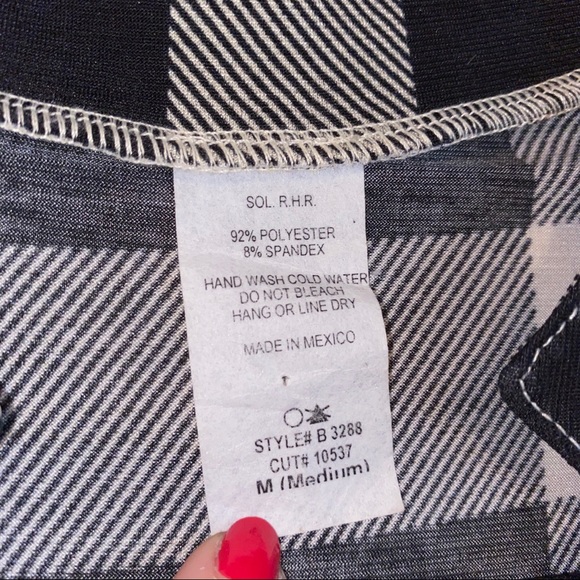 SOL. R.H.R.
92% POLYESTER
8% SPANDEX
HAND WASH COLD WATER
DO NOT BLEACH
HANG OR LINE DRY
MADE IN MEXICO
STYLE# B 3288
CUT# 10537
M (Medium)